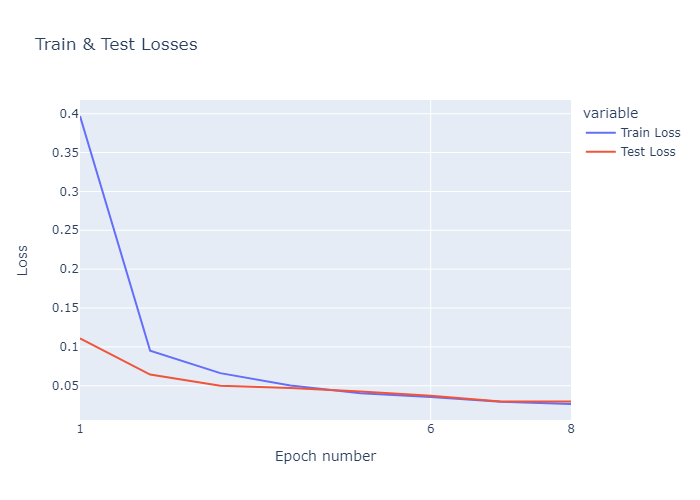 Train & Test Losses
variable
Train Loss
Test Loss
0.4
0.35
0.3
0.25
0.2
0.15
0.1
0.05
Loss
1
6
8
Epoch number